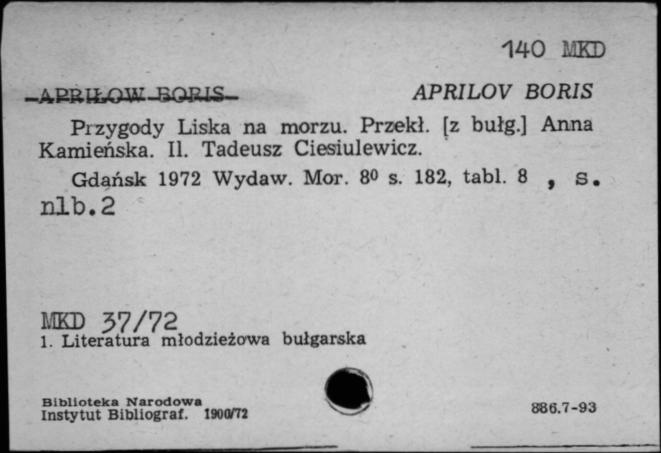 140 MKD
APRIŁOW BORIS APRILOV BORIS
Przygody Liska na morzu. Przekł. [z bułg.] Anna
Kamieńska. Il. Tadeusz Ciesiulewicz.
Gdańsk 1972 Wydaw. Mor. 8⁰ s. 182, tabl. 8 , s.
nlb.2
MKD 37/72
1. Literatura młodzieżowa bułgarska
Biblioteka Narodowa
Instytut Bibliograf. 1900/72
886.7-93